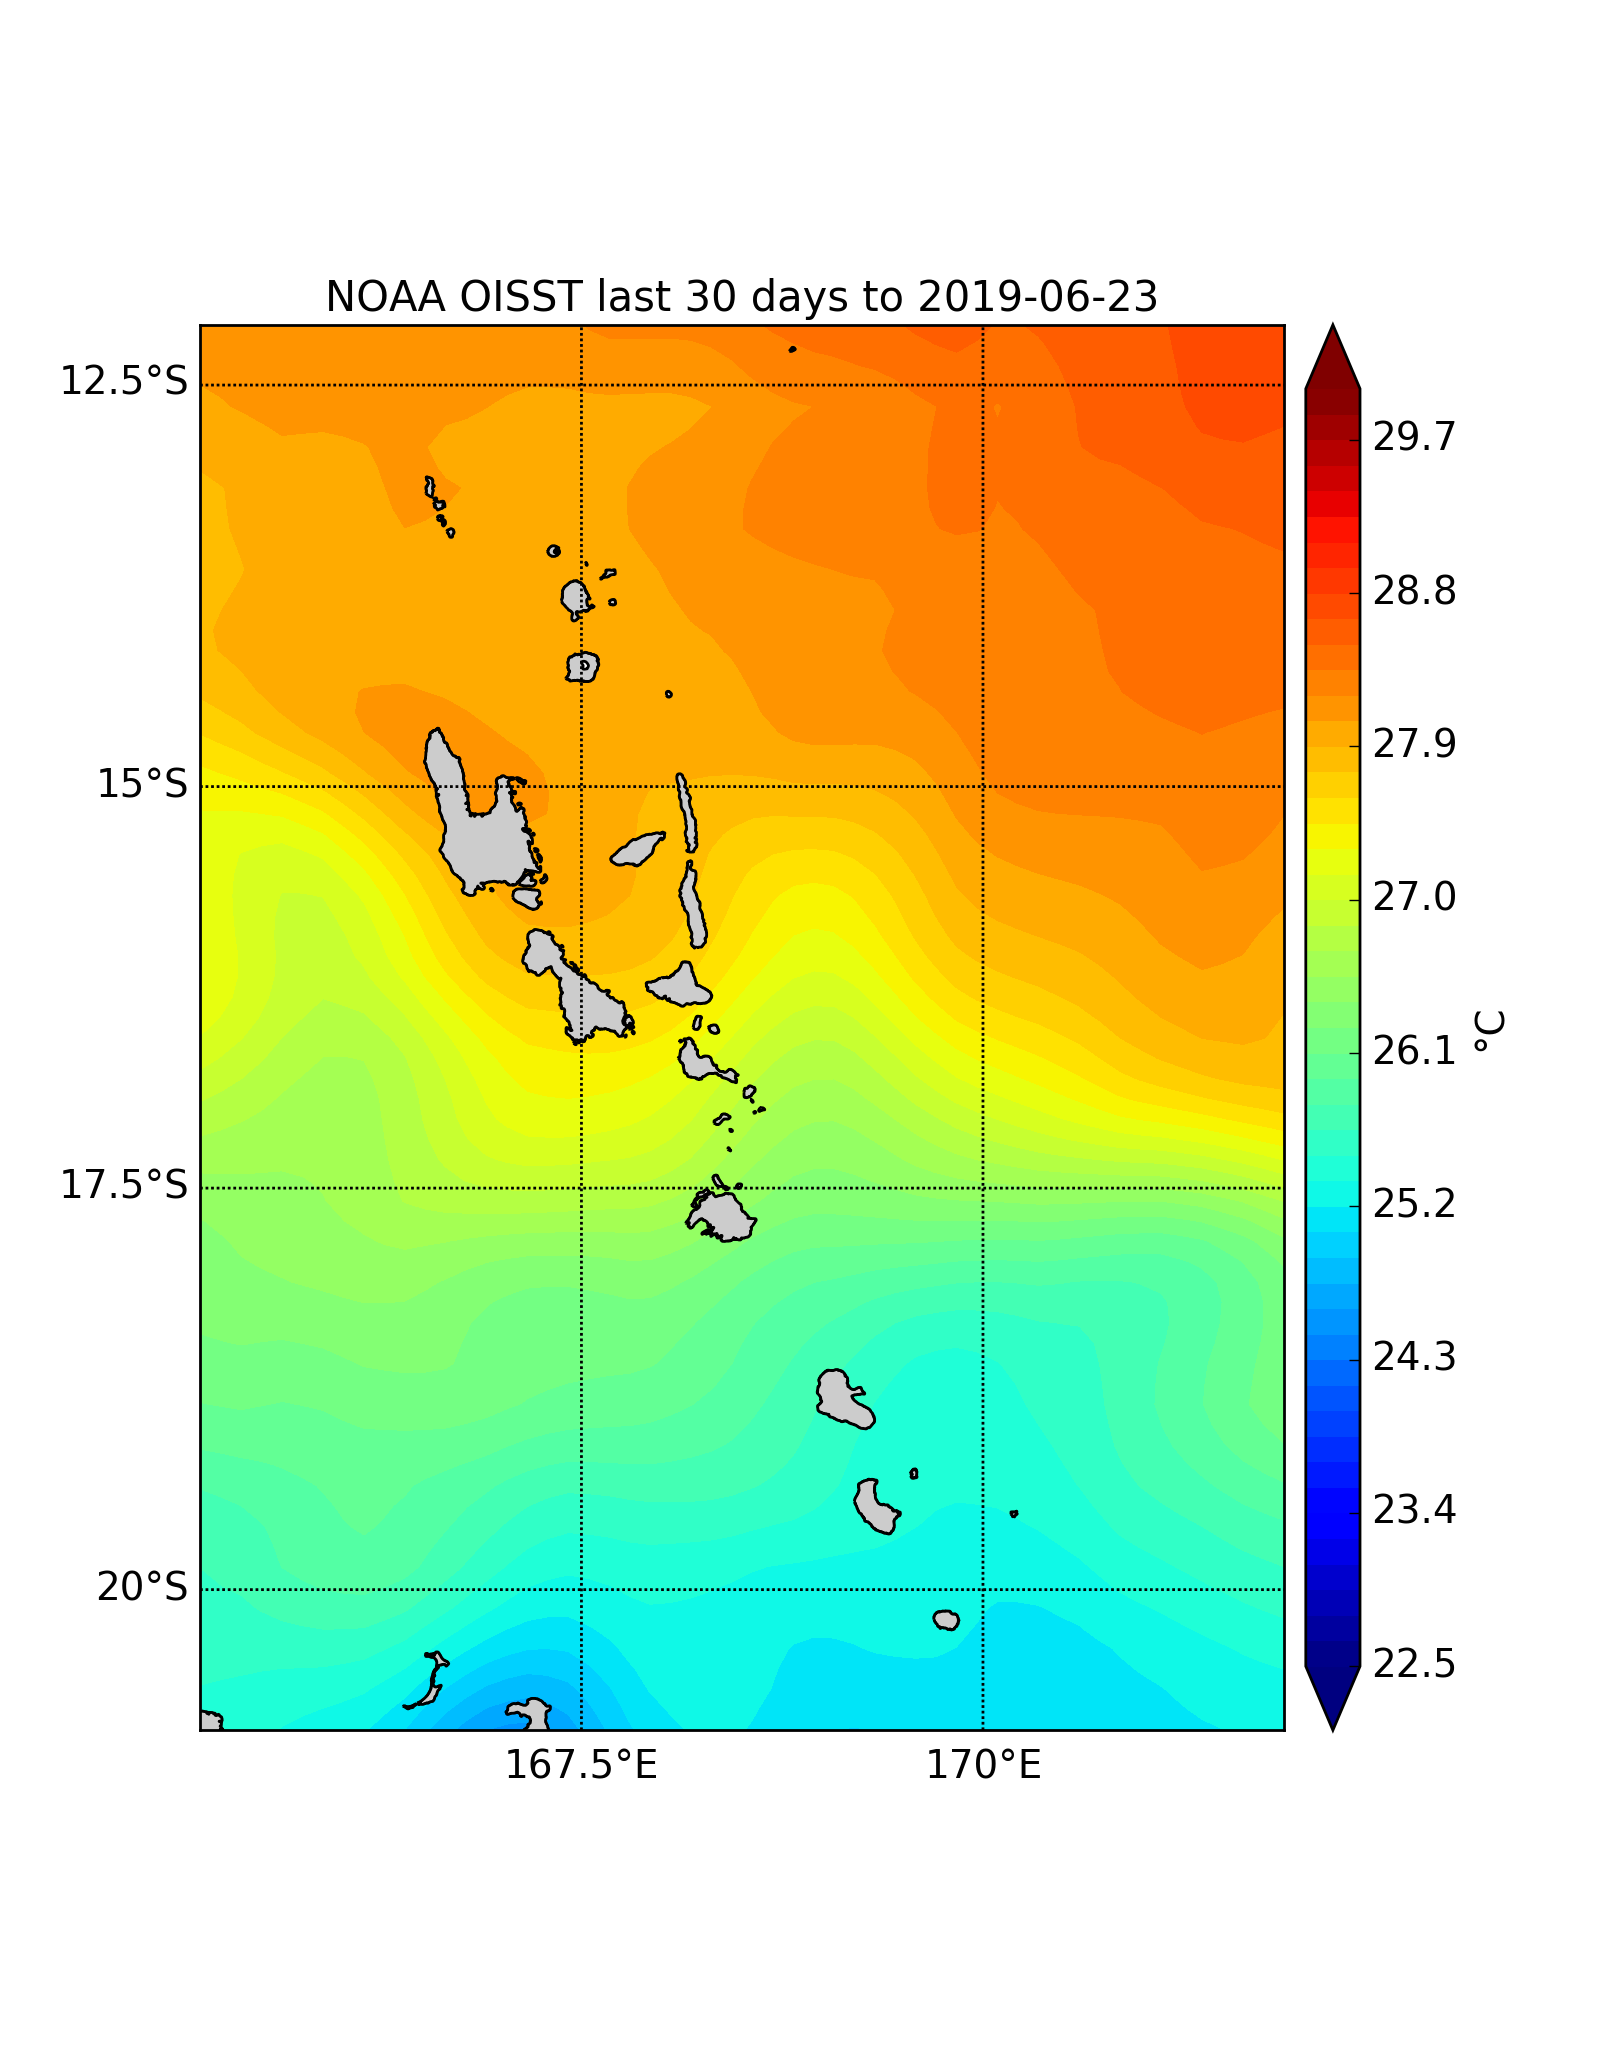 NOAA OISST last 30 days to 2019-06-23
12.5°S
15°S
17.5°S
20°S
167.5°E
170°E
29.7
28.8
27.9
27.0
26.1
25.2
24.3
23.4
22.5
°C